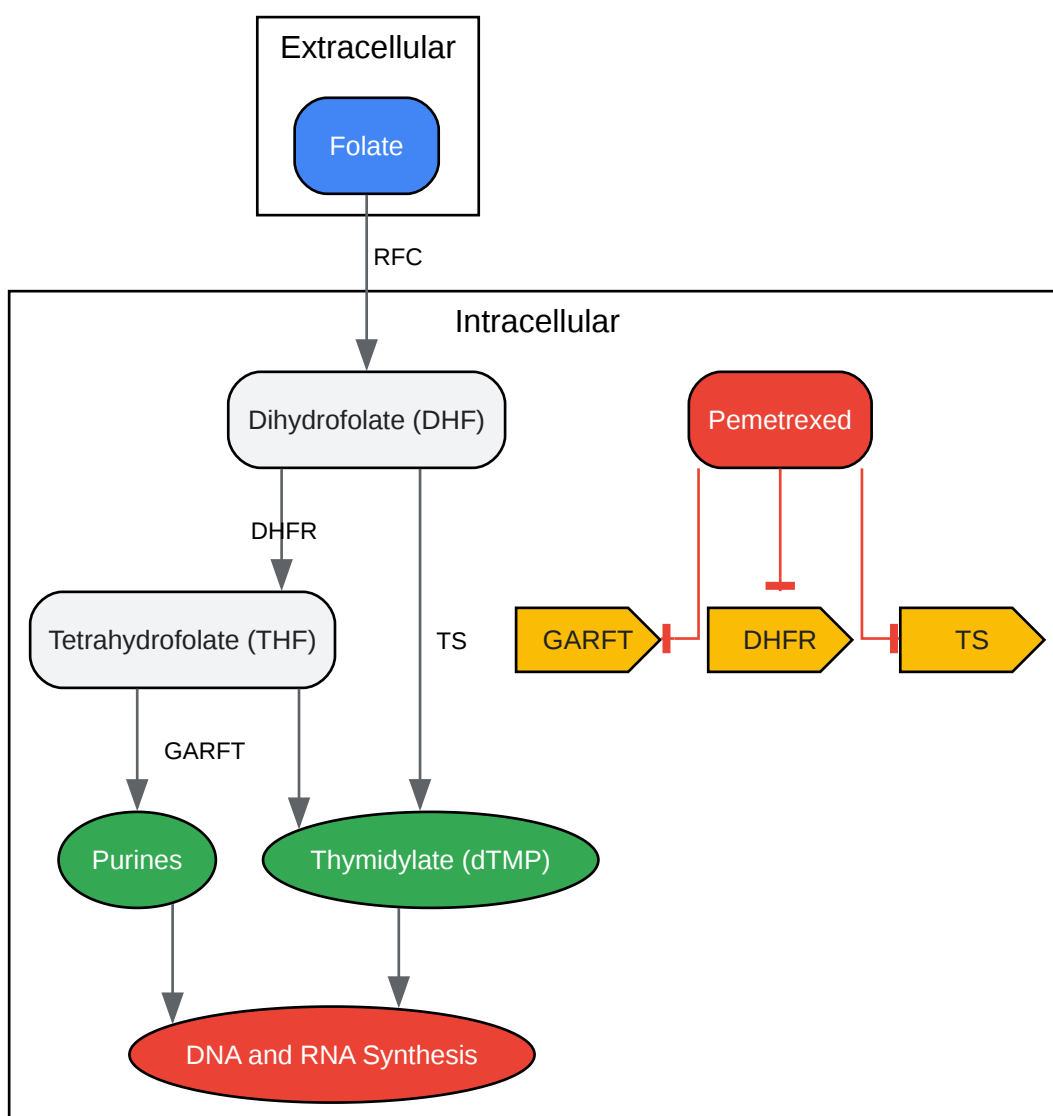 Extracellular
Folate
RFC
Intracellular
Dihydrofolate (DHF)
Pemetrexed
DHFR
Tetrahydrofolate (THF)
TS
GARFT
DHFR
TS
GARFT
Purines
Thymidylate (dTMP)
DNA and RNA Synthesis